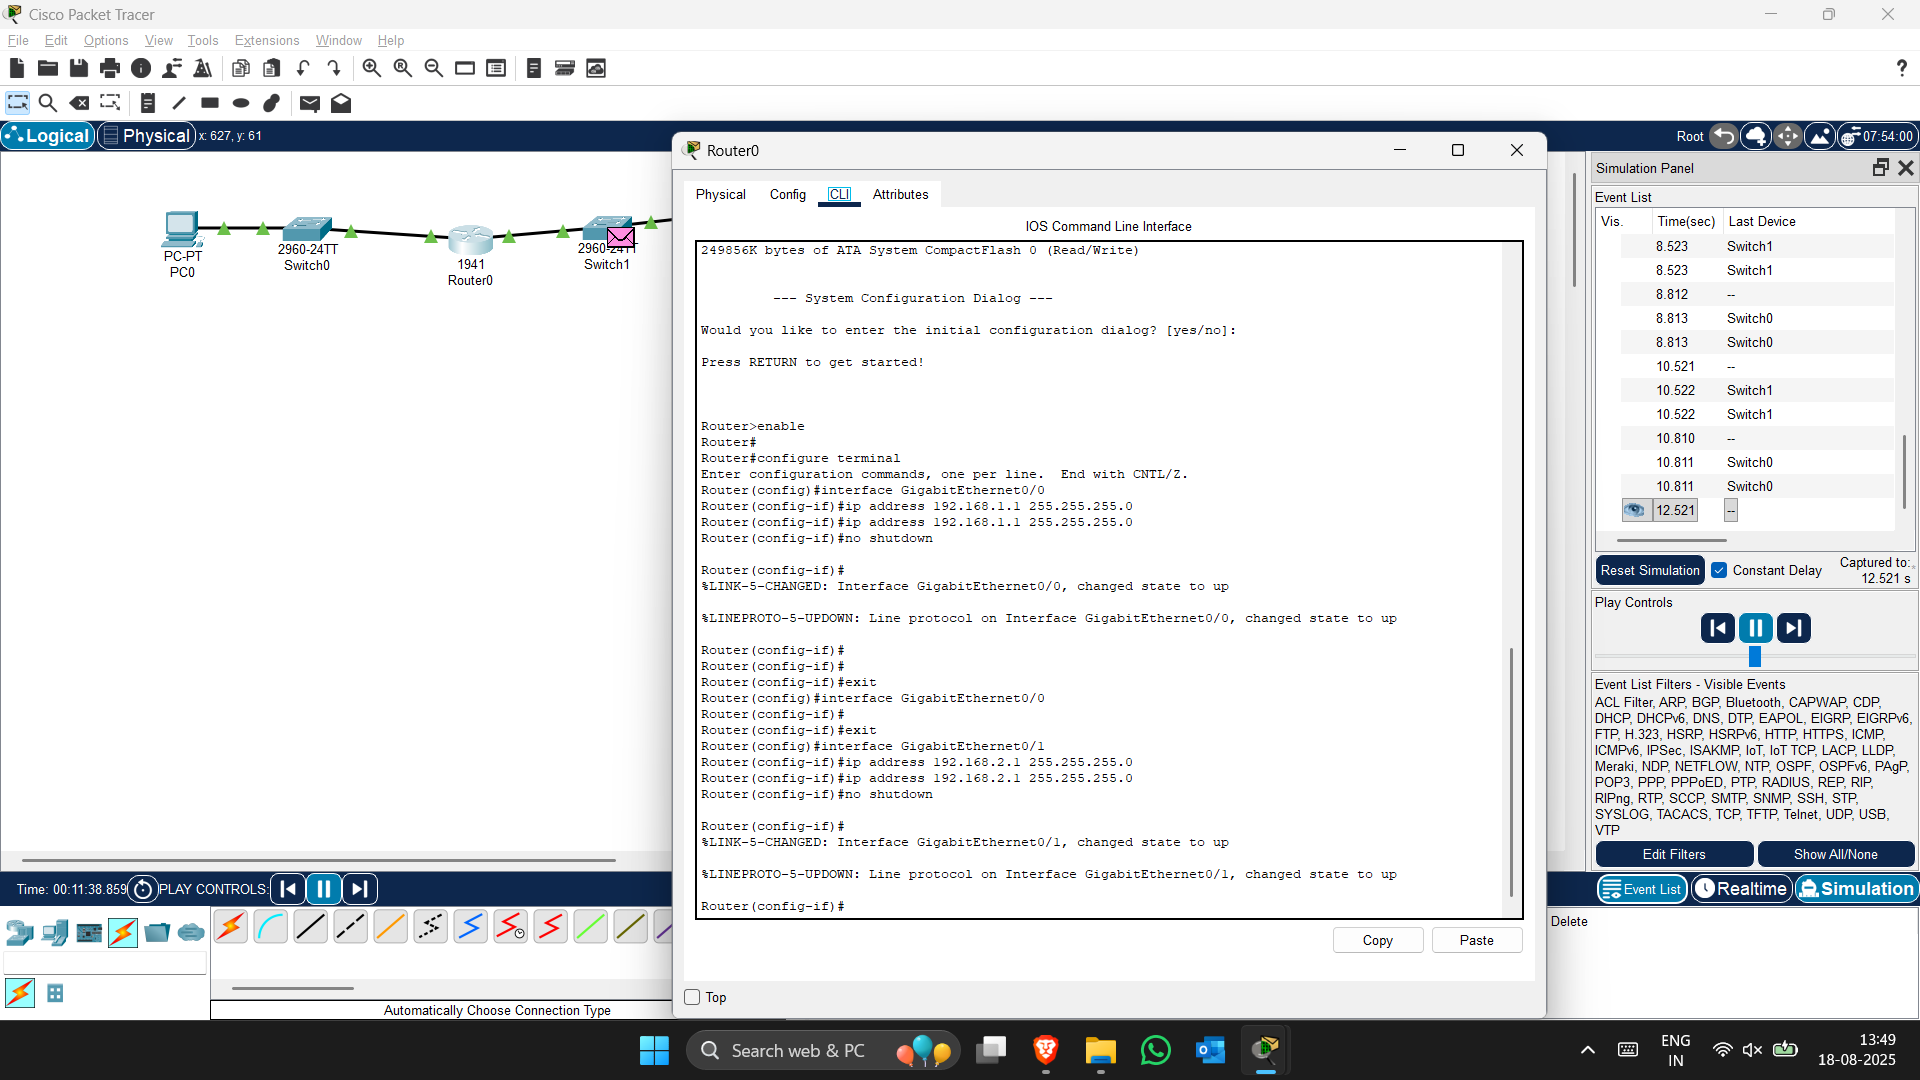 Cisco Packet Tracer
File Edit Options View Tools Extensions Window Help
?
Logical Physical x: 627, y: 61
Root 07:54:00
PC-PT
PC0
2960-24TT
Switch0
1941
Router0
2960-24TT
Switch1
Router0
Physical Config CLI Attributes
IOS Command Line Interface
249856K bytes of ATA System CompactFlash 0 (Read/Write)
--- System Configuration Dialog ---
Would you like to enter the initial configuration dialog? [yes/no]:
Press RETURN to get started!
Router>enable
Router#
Router#configure terminal
Enter configuration commands, one per line.  End with CNTL/Z.
Router(config)#interface GigabitEthernet0/0
Router(config-if)#ip address 192.168.1.1 255.255.255.0
Router(config-if)#ip address 192.168.1.1 255.255.255.0
Router(config-if)#no shutdown
Router(config-if)#
%LINK-5-CHANGED: Interface GigabitEthernet0/0, changed state to up
%LINEPROTO-5-UPDOWN: Line protocol on Interface GigabitEthernet0/0, changed state to up
Router(config-if)#
Router(config-if)#
Router(config-if)#exit
Router(config)#interface GigabitEthernet0/0
Router(config-if)#
Router(config-if)#exit
Router(config)#interface GigabitEthernet0/1
Router(config-if)#ip address 192.168.2.1 255.255.255.0
Router(config-if)#ip address 192.168.2.1 255.255.255.0
Router(config-if)#no shutdown
Router(config-if)#
%LINK-5-CHANGED: Interface GigabitEthernet0/1, changed state to up
%LINEPROTO-5-UPDOWN: Line protocol on Interface GigabitEthernet0/1, changed state to up
Router(config-if)#
Copy Paste
Top
Simulation Panel
Event List
Vis. Time(sec) Last Device
8.523 Switch1
8.523 Switch1
8.812 --
8.813 Switch0
8.813 Switch0
10.521 --
10.522 Switch1
10.522 Switch1
10.810 --
10.811 Switch0
10.811 Switch0
12.521 --
Reset Simulation Constant Delay Captured to:
12.521 s
Play Controls
Event List Filters - Visible Events
ACL Filter, ARP, BGP, Bluetooth, CAPWAP, CDP,
DHCP, DHCPv6, DNS, DTP, EAPOL, EIGRP, EIGRPv6,
FTP, H.323, HSRP, HSRPv6, HTTP, HTTPS, ICMP,
ICMPv6, IPSec, ISAKMP, IoT, IoT TCP, LACP, LLDP,
Meraki, NDP, NETFLOW, NTP, OSPF, OSPFv6, PAgP,
POP3, PPP, PPPoED, PTP, RADIUS, REP, RIP,
RIPng, RTP, SCCP, SMTP, SNMP, SSH, STP,
SYSLOG, TACACS, TCP, TFTP, Telnet, UDP, USB,
VTP
Edit Filters Show All/None
Time: 00:11:38.859 PLAY CONTROLS:
Event List Realtime Simulation
Delete
Automatically Choose Connection Type
Search web & PC
ENG
IN
13:49
18-08-2025